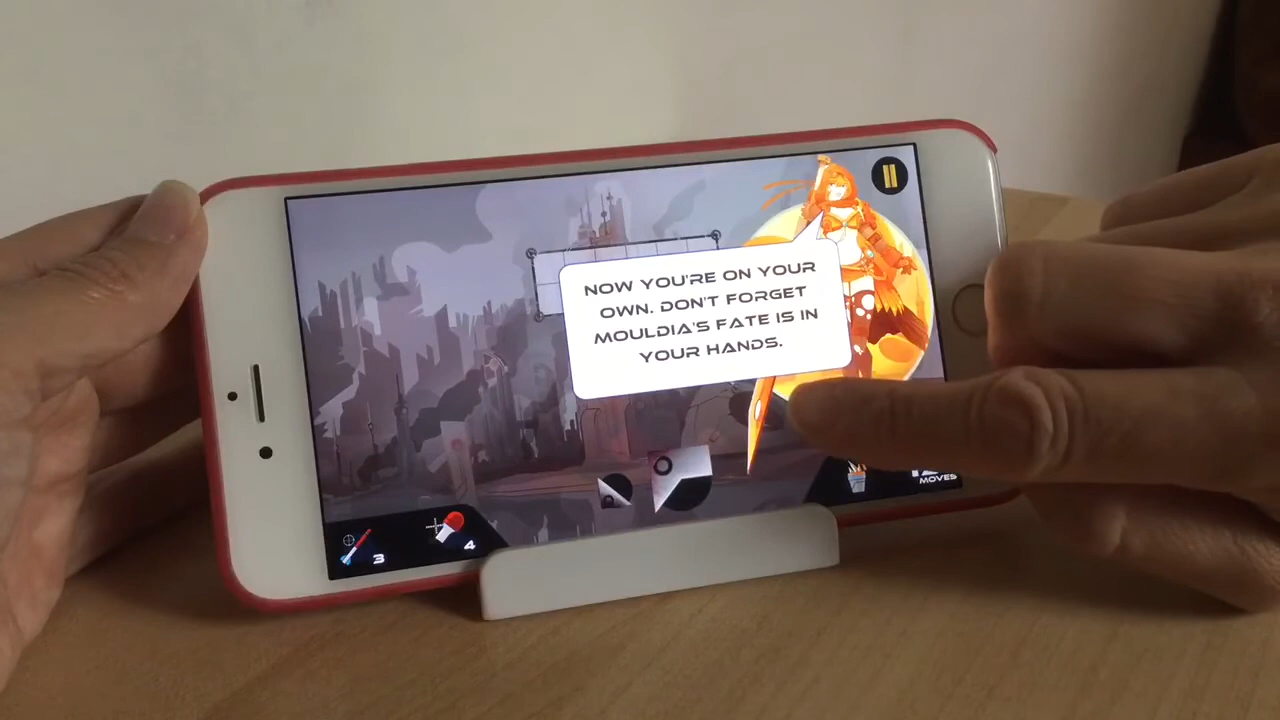 NOW YOU'RE ON YOUR
OWN. DON'T FORGET
MOULDIA'S FATE IS IN
YOUR HANDS.
3
4
MOVES